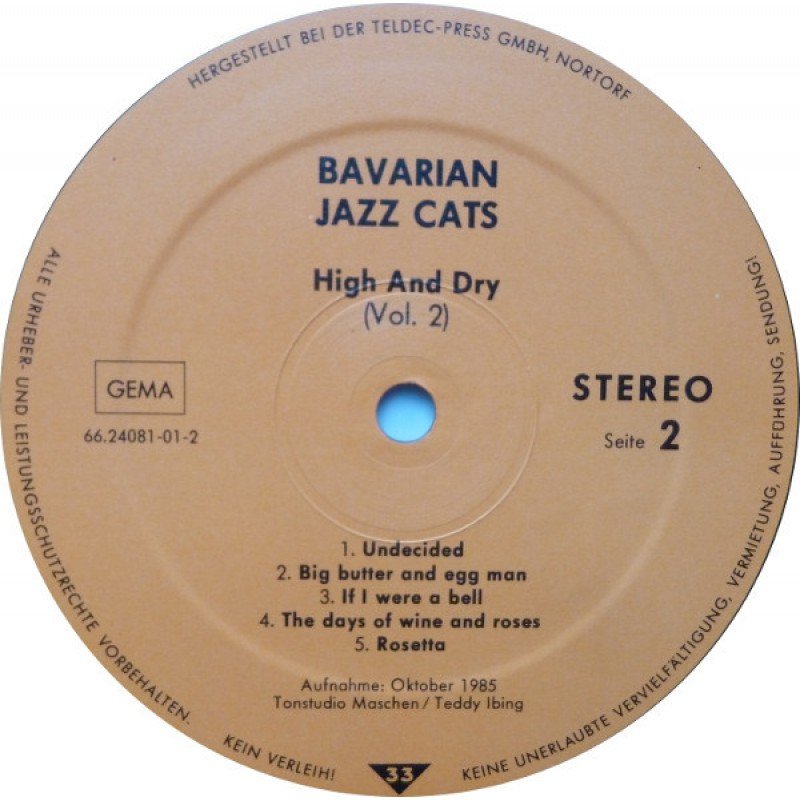 HERGESTELLT BEI DER TELDEC-PRESS GMBH, NORTORF
BAVARIAN
JAZZ CATS
High And Dry
(Vol. 2)
GEMA
66.24081-01-2
STEREO
Seite 2
1. Undecided
2. Big butter and egg man
3. If I were a bell
4. The days of wine and roses
5. Rosetta
Aufnahme: Oktober 1985
Tonstudio Maschen / Teddy Ibing
ALLE URHEBER- UND LEISTUNGSSCHUTZRECHTE VORBEHALTEN.
KEIN VERLEIH!
33
KEINE UNERLAUBTE VERVIELFÄLTIGUNG, VERMIETUNG, AUFFÜHRUNG, SENDUNG!